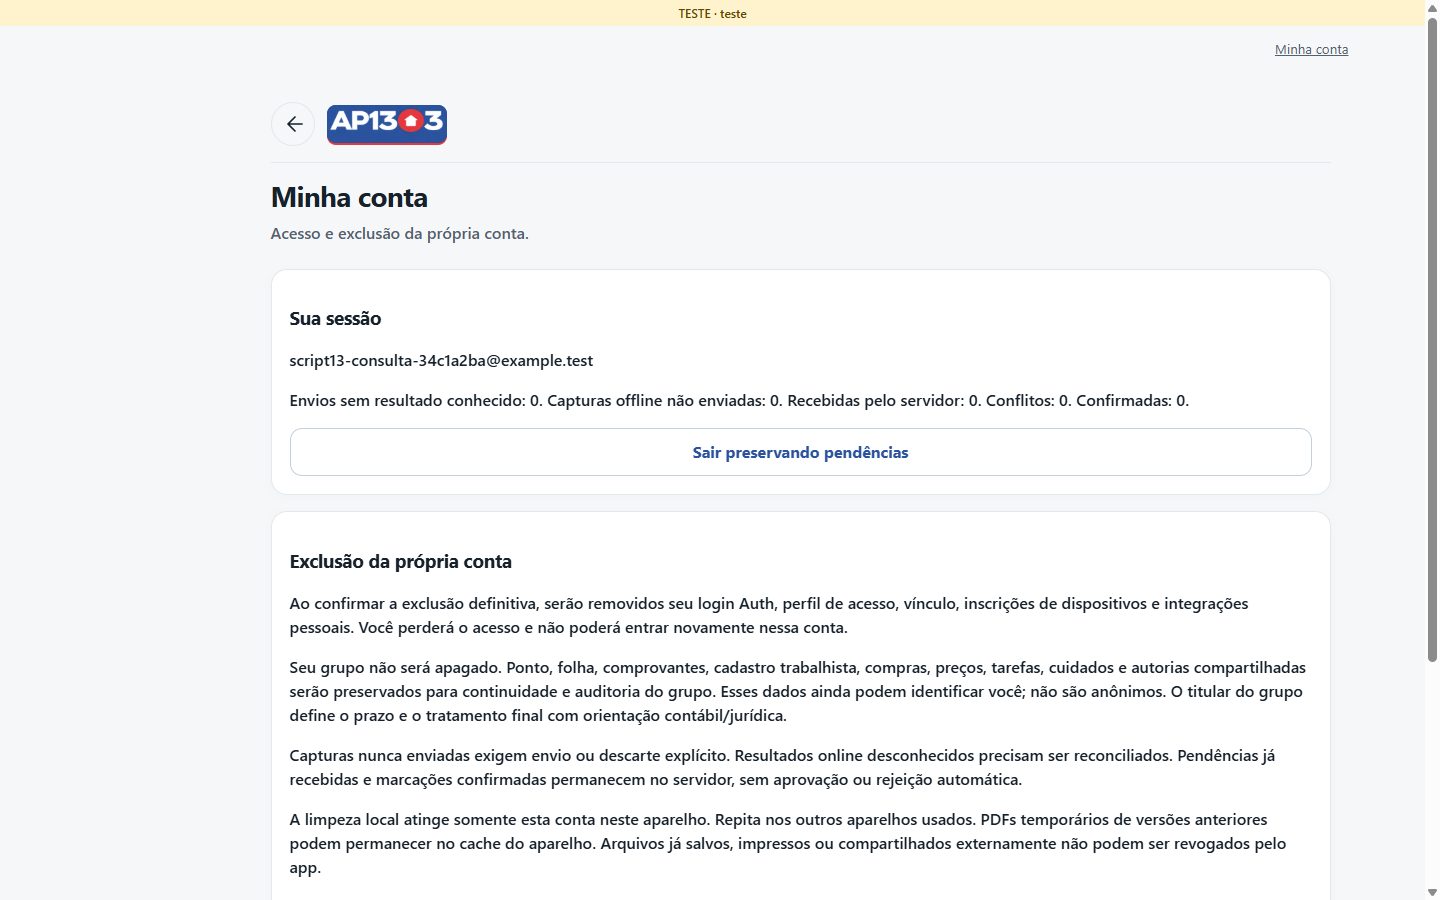 TESTE · teste
Minha conta
AP1303
Minha conta
Acesso e exclusão da própria conta.
Sua sessão
script13-consulta-34c1a2ba@example.test
Envios sem resultado conhecido: 0. Capturas offline não enviadas: 0. Recebidas pelo servidor: 0. Conflitos: 0. Confirmadas: 0.
Sair preservando pendências
Exclusão da própria conta
Ao confirmar a exclusão definitiva, serão removidos seu login Auth, perfil de acesso, vínculo, inscrições de dispositivos e integrações
pessoais. Você perderá o acesso e não poderá entrar novamente nessa conta.
Seu grupo não será apagado. Ponto, folha, comprovantes, cadastro trabalhista, compras, preços, tarefas, cuidados e autorias compartilhadas
serão preservados para continuidade e auditoria do grupo. Esses dados ainda podem identificar você; não são anônimos. O titular do grupo
define o prazo e o tratamento final com orientação contábil/jurídica.
Capturas nunca enviadas exigem envio ou descarte explícito. Resultados online desconhecidos precisam ser reconciliados. Pendências já
recebidas e marcações confirmadas permanecem no servidor, sem aprovação ou rejeição automática.
A limpeza local atinge somente esta conta neste aparelho. Repita nos outros aparelhos usados. PDFs temporários de versões anteriores
podem permanecer no cache do aparelho. Arquivos já salvos, impressos ou compartilhados externamente não podem ser revogados pelo
app.